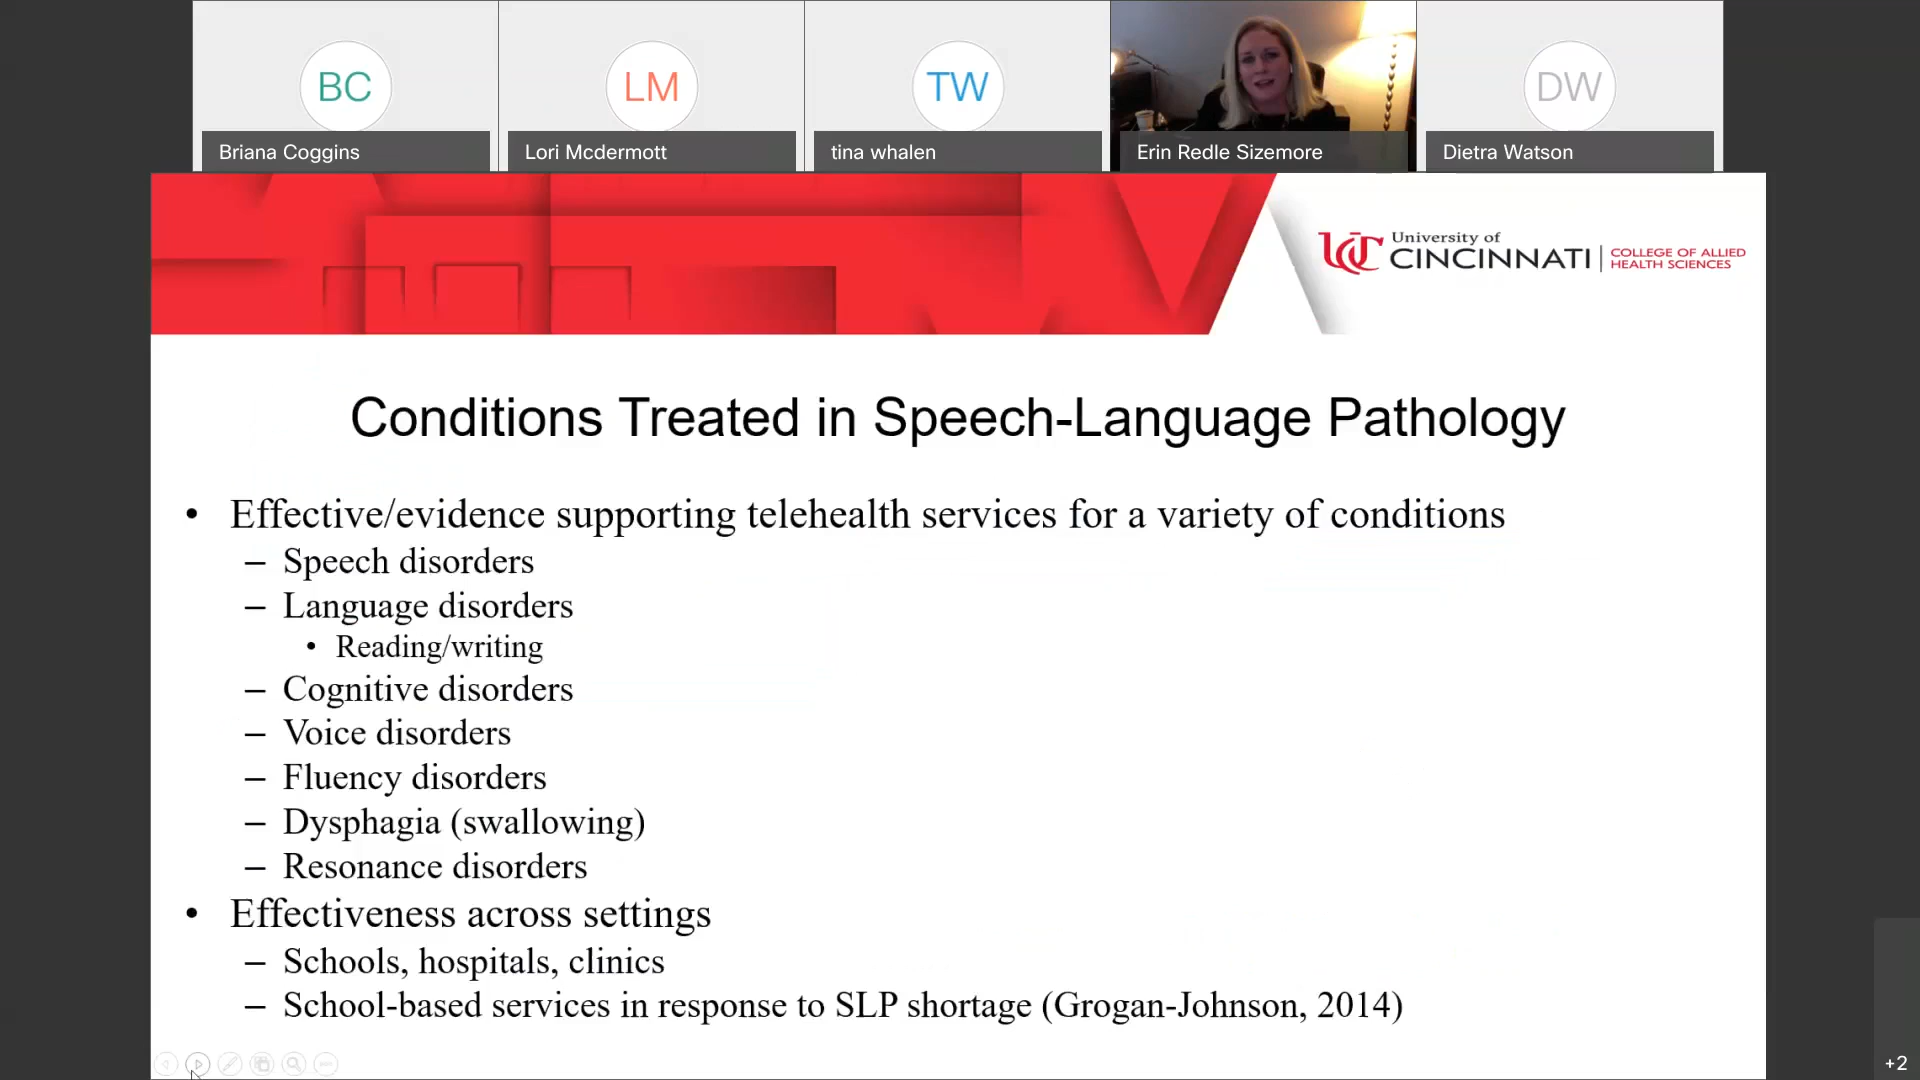 BC
LM
TW
DW
Briana Coggins
Lori Mcdermott
tina whalen
Erin Redle Sizemore
Dietra Watson
UC
University of
CINCINNATI
COLLEGE OF ALLIED
HEALTH SCIENCES
Conditions Treated in Speech-Language Pathology
• Effective/evidence supporting telehealth services for a variety of conditions
– Speech disorders
– Language disorders
• Reading/writing
– Cognitive disorders
– Voice disorders
– Fluency disorders
– Dysphagia (swallowing)
– Resonance disorders
• Effectiveness across settings
– Schools, hospitals, clinics
– School-based services in response to SLP shortage (Grogan-Johnson, 2014)
+2